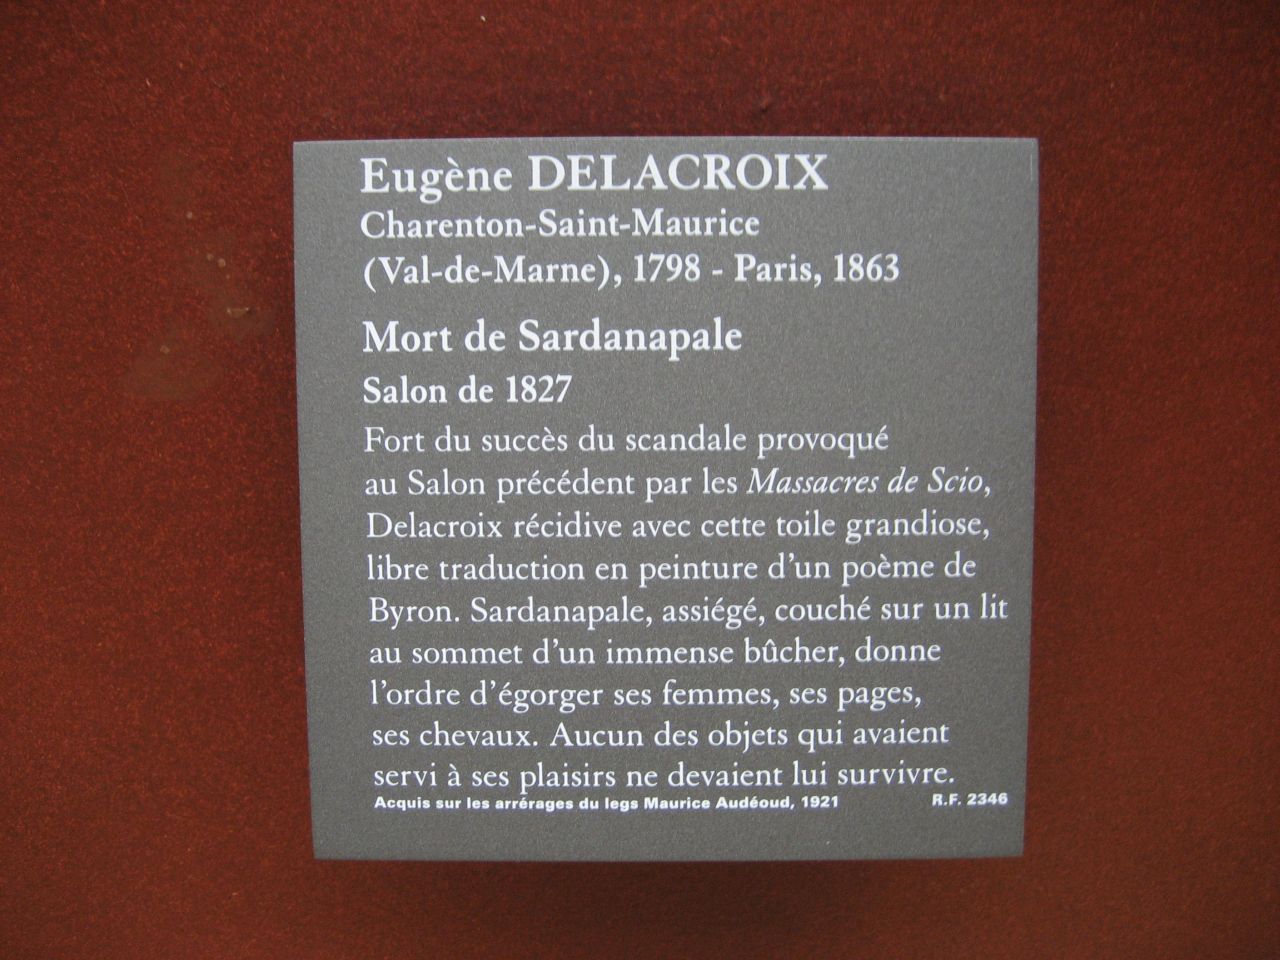 Eugène DELACROIX
Charenton-Saint-Maurice
(Val-de-Marne), 1798 - Paris, 1863
Mort de Sardanapale
Salon de 1827
Fort du succès du scandale provoqué
au Salon précédent par les Massacres de Scio,
Delacroix récidive avec cette toile grandiose,
libre traduction en peinture d'un poème de
Byron. Sardanapale, assiégé, couché sur un lit
au sommet d'un immense bûcher, donne
l'ordre d'égorger ses femmes, ses pages,
ses chevaux. Aucun des objets qui avaient
servi à ses plaisirs ne devaient lui survivre.
Acquis sur les arrérages du legs Maurice Audéoud, 1921 R.F. 2346